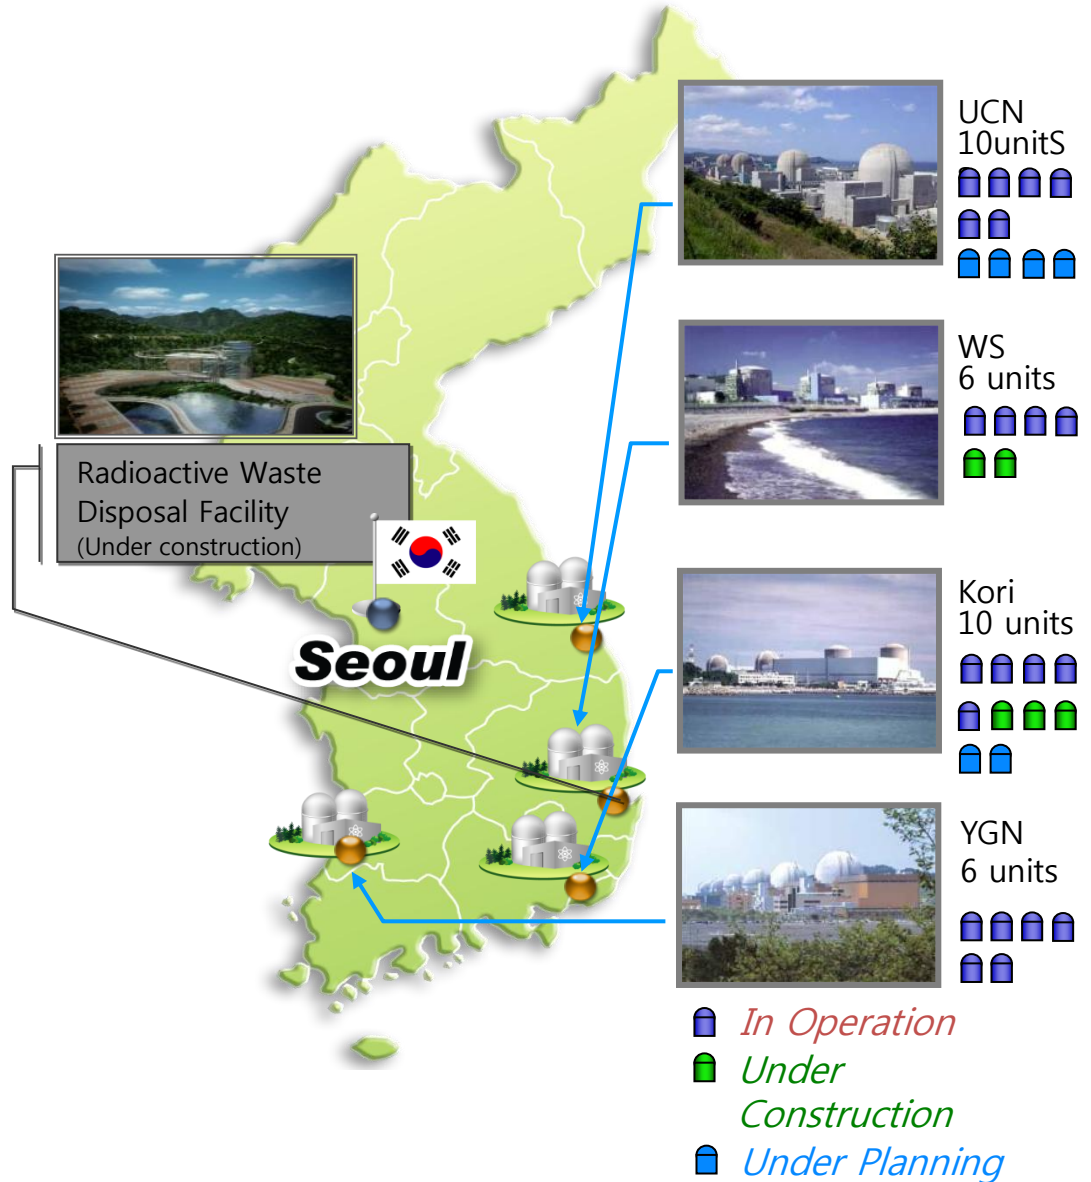 UCN
10unitS
WS
6 units
Radioactive Waste
Disposal Facility
(Under construction)
Kori
10 units
Seoul
YGN
6 units
In Operation
Under
Construction
Under Planning